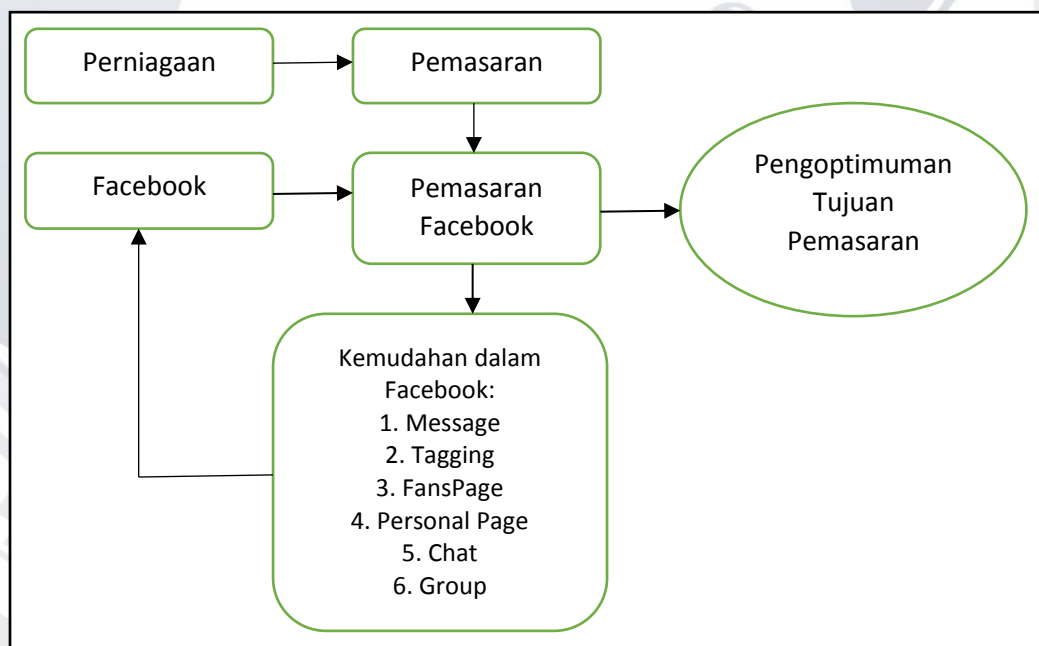 Perniagaan
Pemasaran
Facebook
Pemasaran
Facebook
Pengoptimuman
Tujuan
Pemasaran
Kemudahan dalam
Facebook:
1. Message
2. Tagging
3. FansPage
4. Personal Page
5. Chat
6. Group